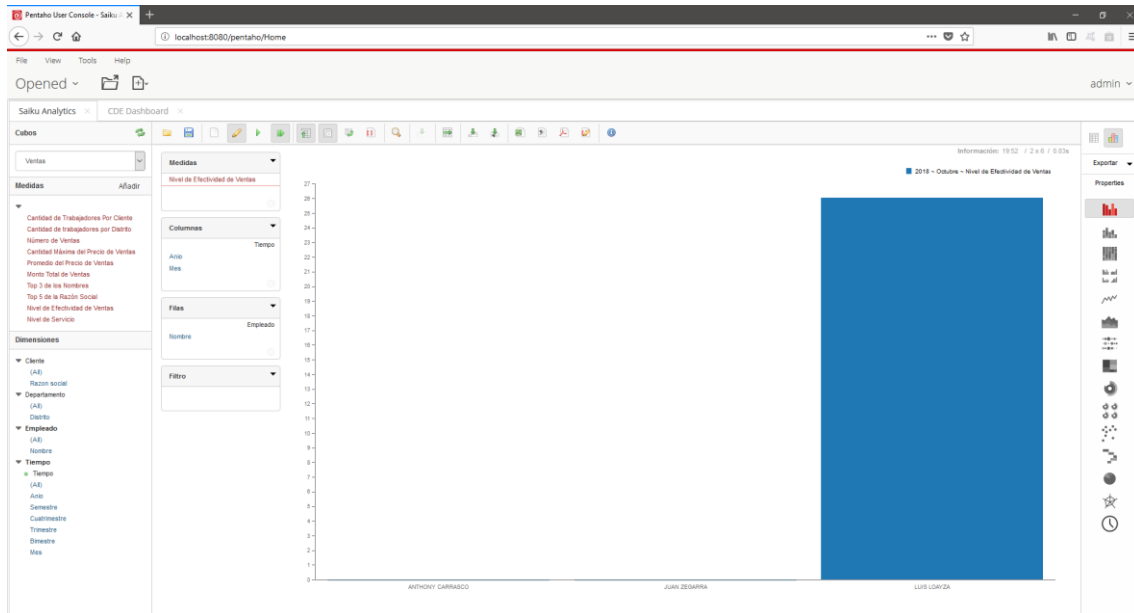 Pentaho User Console - Saiku A
localhost:8080/pentaho/Home
File View Tools Help
Opened
admin
Saiku Analytics
CDE Dashboard
Cubos
Ventas
Medidas Añadir
Cantidad de Trabajadores Por Cliente
Cantidad de trabajadores por Distrito
Número de Ventas
Cantidad Máxima del Precio de Ventas
Promedio del Precio de Ventas
Monto Total de Ventas
Top 3 de los Nombres
Top 5 de la Razón Social
Nivel de Efectividad de Ventas
Nivel de Servicio
Dimensiones
Cliente
(All)
Razon social
Departamento
(All)
Distrito
Empleado
(All)
Nombre
Tiempo
Tiempo
(All)
Anio
Semestre
Cuatrimestre
Trimestre
Bimestre
Mes
Medidas
Nivel de Efectividad de Ventas
Columnas
Tiempo
Anio
Mes
Filas
Empleado
Nombre
Filtro
Información: 19:52 / 2 x 6 / 0.03s
2018 ~ Octubre ~ Nivel de Efectividad de Ventas
27
26
25
24
23
22
21
20
19
18
17
16
15
14
13
12
11
10
9
8
7
6
5
4
3
2
1
0
ANTHONY CARRASCO
JUAN ZEGARRA
LUIS LOAYZA
Exportar
Properties